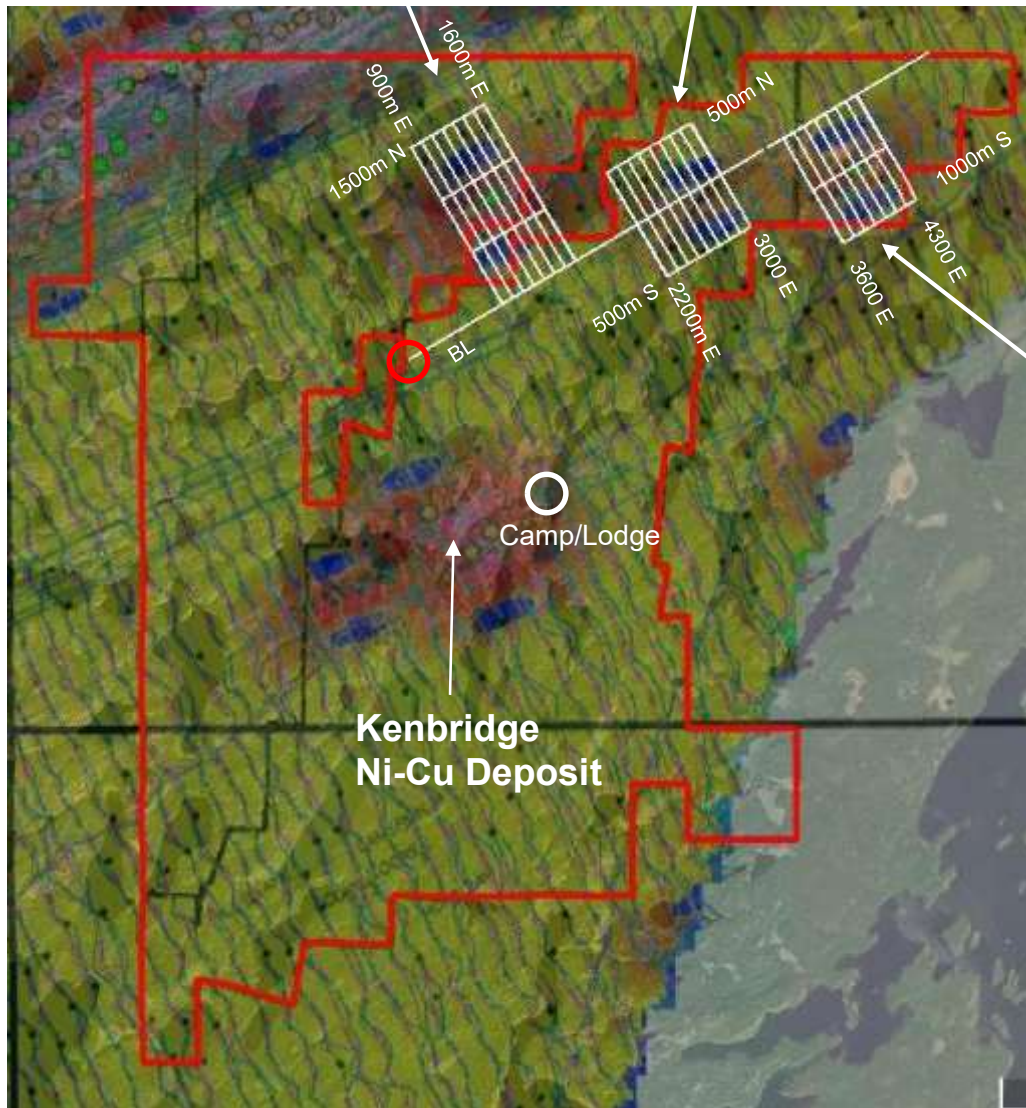 1600m E
900m E
500m N
1500m N
1000m S
4300 E
3000 E
3600 E
500m S
2200m E
BL
Camp/Lodge
Kenbridge
Ni-Cu Deposit